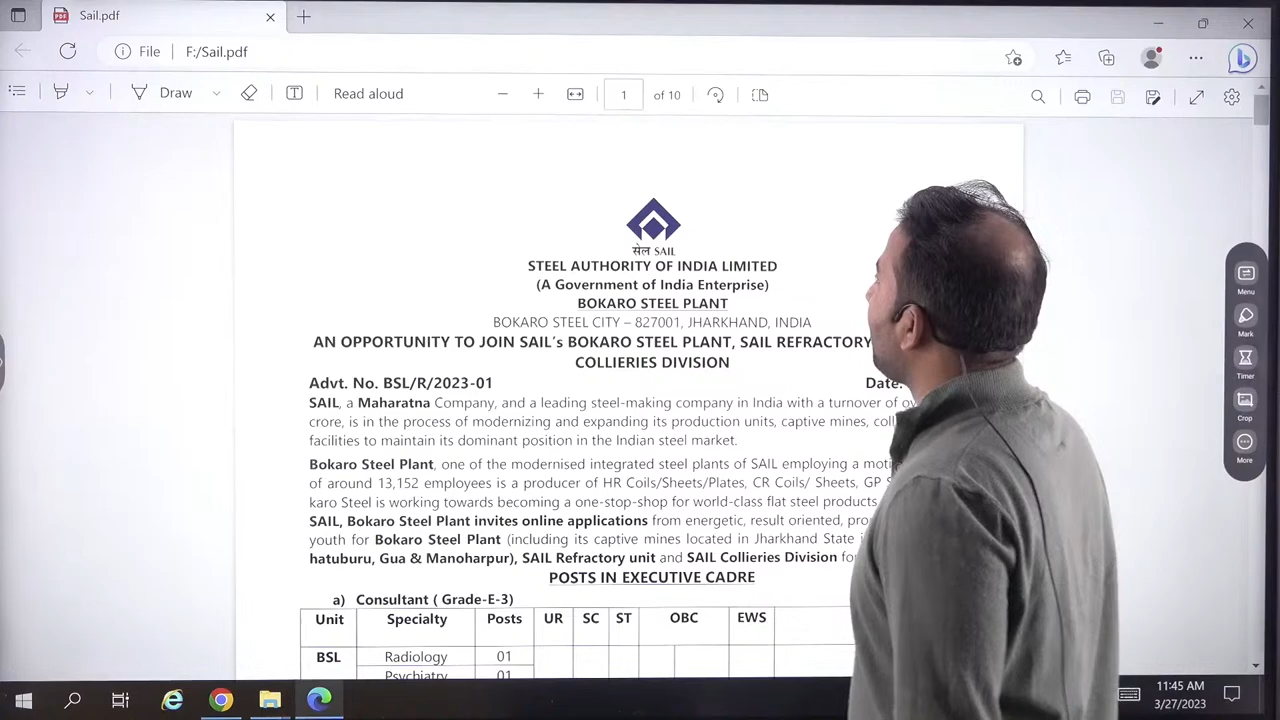 Sail.pdf
File F:/Sail.pdf
Draw
Read aloud
1 of 10
सेल SAIL
STEEL AUTHORITY OF INDIA LIMITED
(A Government of India Enterprise)
BOKARO STEEL PLANT
BOKARO STEEL CITY – 827001, JHARKHAND, INDIA
AN OPPORTUNITY TO JOIN SAIL's BOKARO STEEL PLANT, SAIL REFRACTORY
COLLIERIES DIVISION
Advt. No. BSL/R/2023-01 Date:
SAIL, a Maharatna Company, and a leading steel-making company in India with a turnover of
crore, is in the process of modernizing and expanding its production units, captive mines,
facilities to maintain its dominant position in the Indian steel market.
Bokaro Steel Plant, one of the modernised integrated steel plants of SAIL employing a
of around 13,152 employees is a producer of HR Coils/Sheets/Plates, CR Coils/ Sheets, GP
karo Steel is working towards becoming a one-stop-shop for world-class flat steel products
SAIL, Bokaro Steel Plant invites online applications from energetic, result oriented,
youth for Bokaro Steel Plant (including its captive mines located in Jharkhand State
hatuburu, Gua & Manoharpur), SAIL Refractory unit and SAIL Collieries Division
POSTS IN EXECUTIVE CADRE
a) Consultant ( Grade-E-3)
Unit Specialty Posts UR SC ST OBC EWS
BSL Radiology 01
Psychiatry 01
Menu
Mark
Timer
Crop
More
11:45 AM
3/27/2023